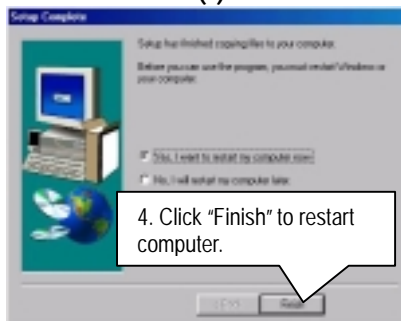 Setup Complete
Setup has finished copying files to your computer.
Before you can use the program, you must restart Windows or
your computer.
Yes, I want to restart my computer now.
No, I will restart my computer later.
4. Click “Finish” to restart
computer.
< Back
Finish